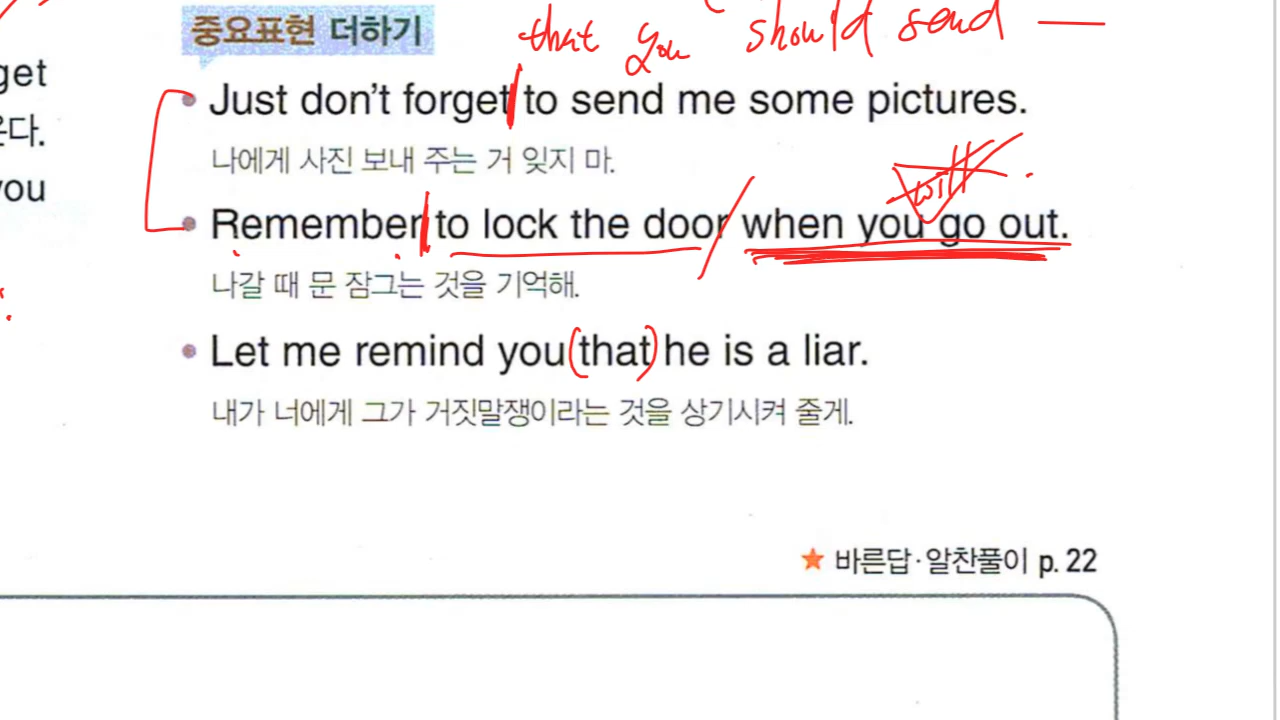 that you should send
중요표현 더하기
get
Just don't forget to send me some pictures.
다.
나에게 사진 보내 주는 거 잊지 마.
will
you
Remember to lock the door when you go out.
나갈 때 문 잠그는 것을 기억해.
Let me remind you (that) he is a liar.
내가 너에게 그가 거짓말쟁이라는 것을 상기시켜 줄게.
★ 바른답·알찬풀이 p. 22